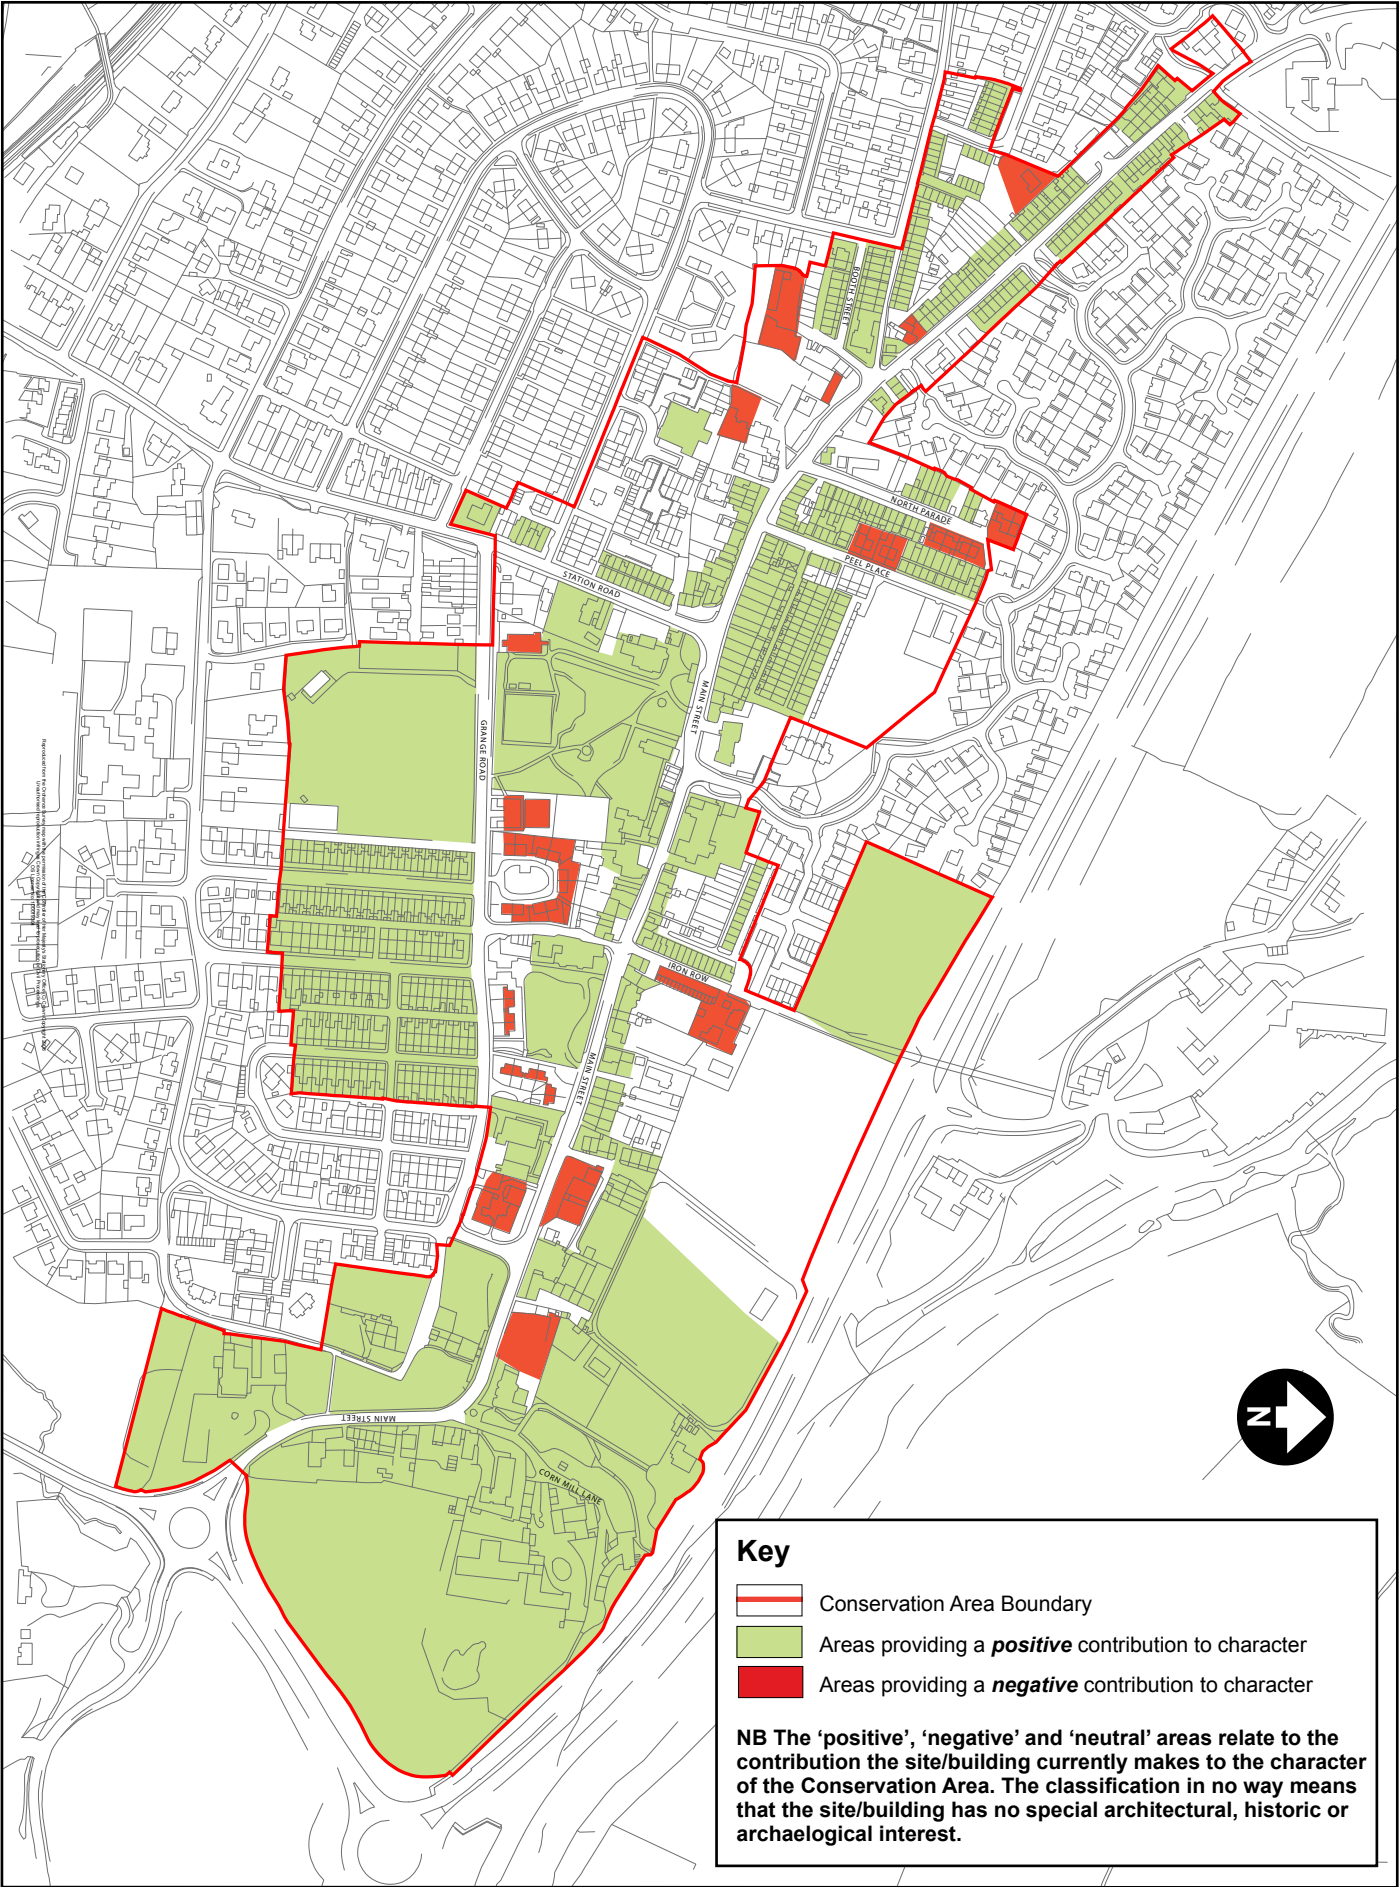 BOOTH STREET
NORTH PARADE
PEEL PLACE
STATION ROAD
MAIN STREET
GRANGE ROAD
IRON ROW
MAIN STREET
MAIN STREET
CORN MILL LANE
N
Key
Conservation Area Boundary
Areas providing a positive contribution to character
Areas providing a negative contribution to character
NB The ‘positive’, ‘negative’ and ‘neutral’ areas relate to the
contribution the site/building currently makes to the character
of the Conservation Area. The classification in no way means
that the site/building has no special architectural, historic or
archaelogical interest.